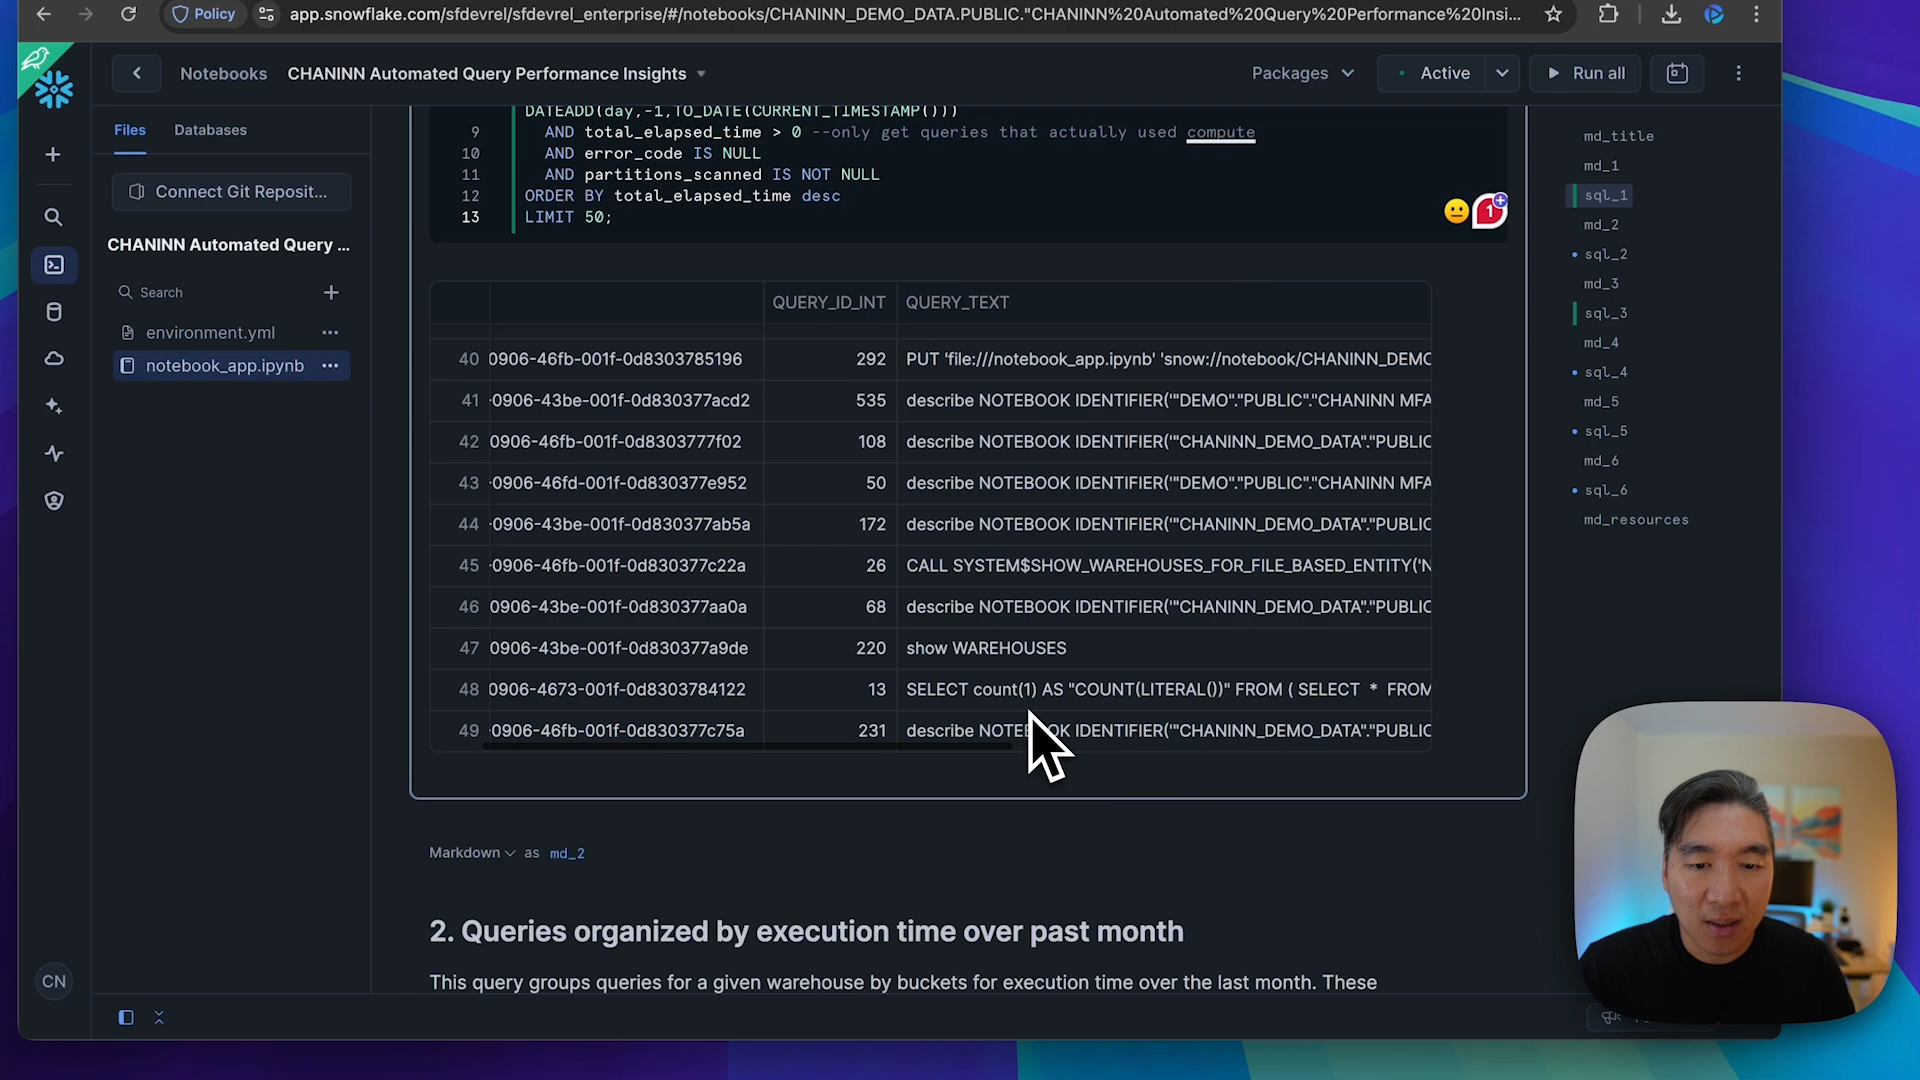 Policy
app.snowflake.com/sfdevrel/sfdevrel_enterprise/#/notebooks/CHANINN_DEMO_DATA.PUBLIC."CHANINN%20Automated%20Query%20Performance%20Insi...
Notebooks CHANINN Automated Query Performance Insights
Packages Active Run all
Files Databases
Connect Git Reposit...
CHANINN Automated Query ...
Search
environment.yml
notebook_app.ipynb
DATEADD(day,-1,TO_DATE(CURRENT_TIMESTAMP()))
9 AND total_elapsed_time > 0 --only get queries that actually used compute
10 AND error_code IS NULL
11 AND partitions_scanned IS NOT NULL
12 ORDER BY total_elapsed_time desc
13 LIMIT 50;
1
QUERY_ID_INT QUERY_TEXT
40 0906-46fb-001f-0d8303785196 292 PUT 'file:///notebook_app.ipynb' 'snow://notebook/CHANINN_DEMO
41 -0906-43be-001f-0d830377acd2 535 describe NOTEBOOK IDENTIFIER('"DEMO"."PUBLIC"."CHANINN MFA
42 0906-46fb-001f-0d8303777f02 108 describe NOTEBOOK IDENTIFIER('"CHANINN_DEMO_DATA"."PUBLIC
43 -0906-46fd-001f-0d830377e952 50 describe NOTEBOOK IDENTIFIER('"DEMO"."PUBLIC"."CHANINN MFA
44 -0906-43be-001f-0d830377ab5a 172 describe NOTEBOOK IDENTIFIER('"CHANINN_DEMO_DATA"."PUBLIC
45 -0906-46fb-001f-0d830377c22a 26 CALL SYSTEM$SHOW_WAREHOUSES_FOR_FILE_BASED_ENTITY('N
46 -0906-43be-001f-0d830377aa0a 68 describe NOTEBOOK IDENTIFIER('"CHANINN_DEMO_DATA"."PUBLIC
47 0906-43be-001f-0d830377a9de 220 show WAREHOUSES
48 0906-4673-001f-0d8303784122 13 SELECT count(1) AS "COUNT(LITERAL())" FROM ( SELECT * FROM
49 -0906-46fb-001f-0d830377c75a 231 describe NOTEBOOK IDENTIFIER('"CHANINN_DEMO_DATA"."PUBLIC
Markdown as md_2
2. Queries organized by execution time over past month
This query groups queries for a given warehouse by buckets for execution time over the last month. These
md_title
md_1
sql_1
md_2
sql_2
md_3
sql_3
md_4
sql_4
md_5
sql_5
md_6
sql_6
md_resources
CN